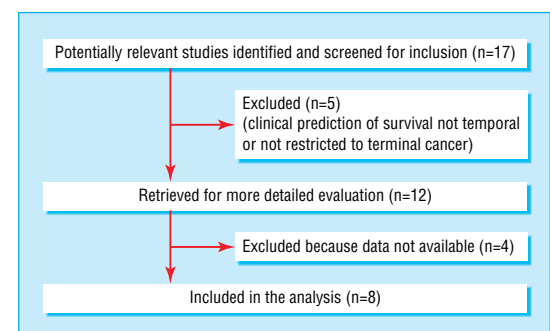 Potentially relevant studies identified and screened for inclusion (n=17)
Excluded (n=5)
(clinical prediction of survival not temporal
or not restricted to terminal cancer)
Retrieved for more detailed evaluation (n=12)
Excluded because data not available (n=4)
Included in the analysis (n=8)